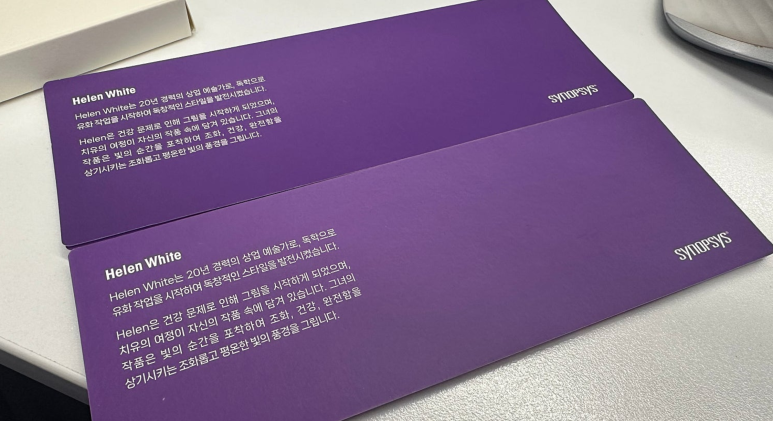 Helen White
Helen White는 20년 경력의 상업 예술가로, 독학으로
유화 작업을 시작하여 독창적인 스타일을 발전시켰습니다.
Helen은 건강 문제로 인해 그림을 시작하게 되었으며,
치유의 여정이 자신의 작품 속에 담겨 있습니다. 그녀의
작품은 빛의 순간을 포착하여 조화, 건강, 완전함을
상기시키는 조화롭고 평온한 빛의 풍경을 그립니다.
SYNOPSYS®
Helen White
Helen White는 20년 경력의 상업 예술가로, 독학으로
유화 작업을 시작하여 독창적인 스타일을 발전시켰습니다.
Helen은 건강 문제로 인해 그림을 시작하게 되었으며,
치유의 여정이 자신의 작품 속에 담겨 있습니다. 그녀의
작품은 빛의 순간을 포착하여 조화, 건강, 완전함을
상기시키는 조화롭고 평온한 빛의 풍경을 그립니다.
SYNOPSYS®